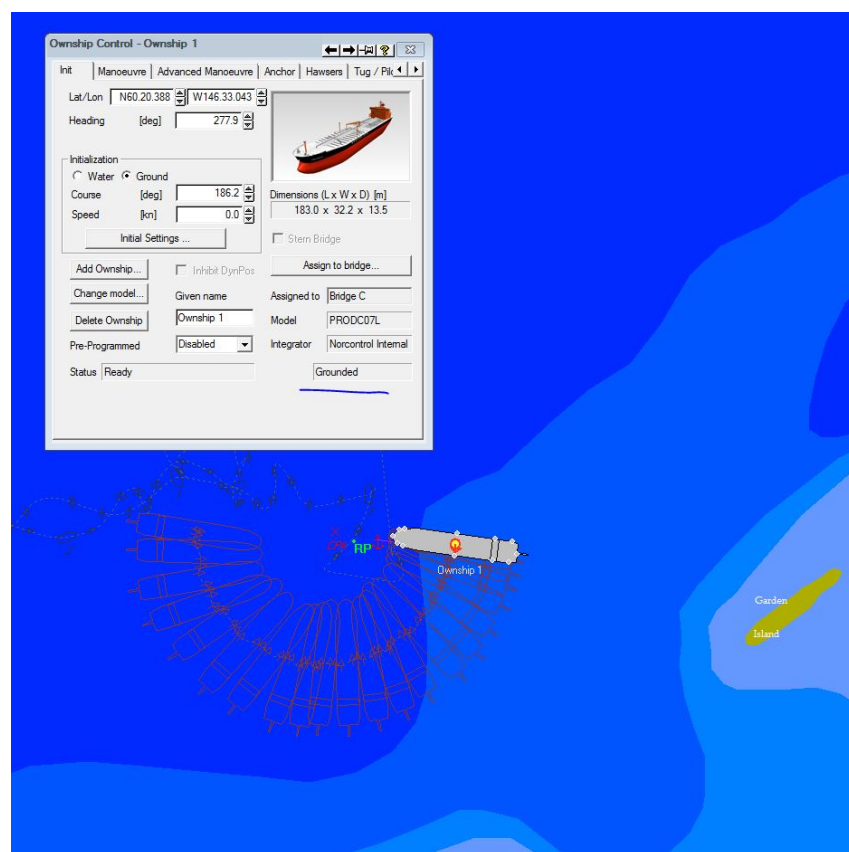 Ownship Control - Ownship 1
Init Manoeuvre Advanced Manoeuvre Anchor Hawsers Tug /
Lat/Lon N60.20.388 W146.33.043
Heading [deg] 277.9
Initialization
Water Ground
Course [deg] 186.2
Speed [kn] 0.0
Initial Settings ...
Dimensions (L x W x D) [m]
183.0 x 32.2 x 13.5
Stern Bridge
Add Ownship... Inhibit DynPos Assign to bridge...
Change model... Given name Assigned to Bridge C
Delete Ownship Ownship 1 Model PRODC07L
Pre-Programmed Disabled Integrator Norcontrol Internal
Status Ready Grounded
RP
Ownship 1
Garden
Island